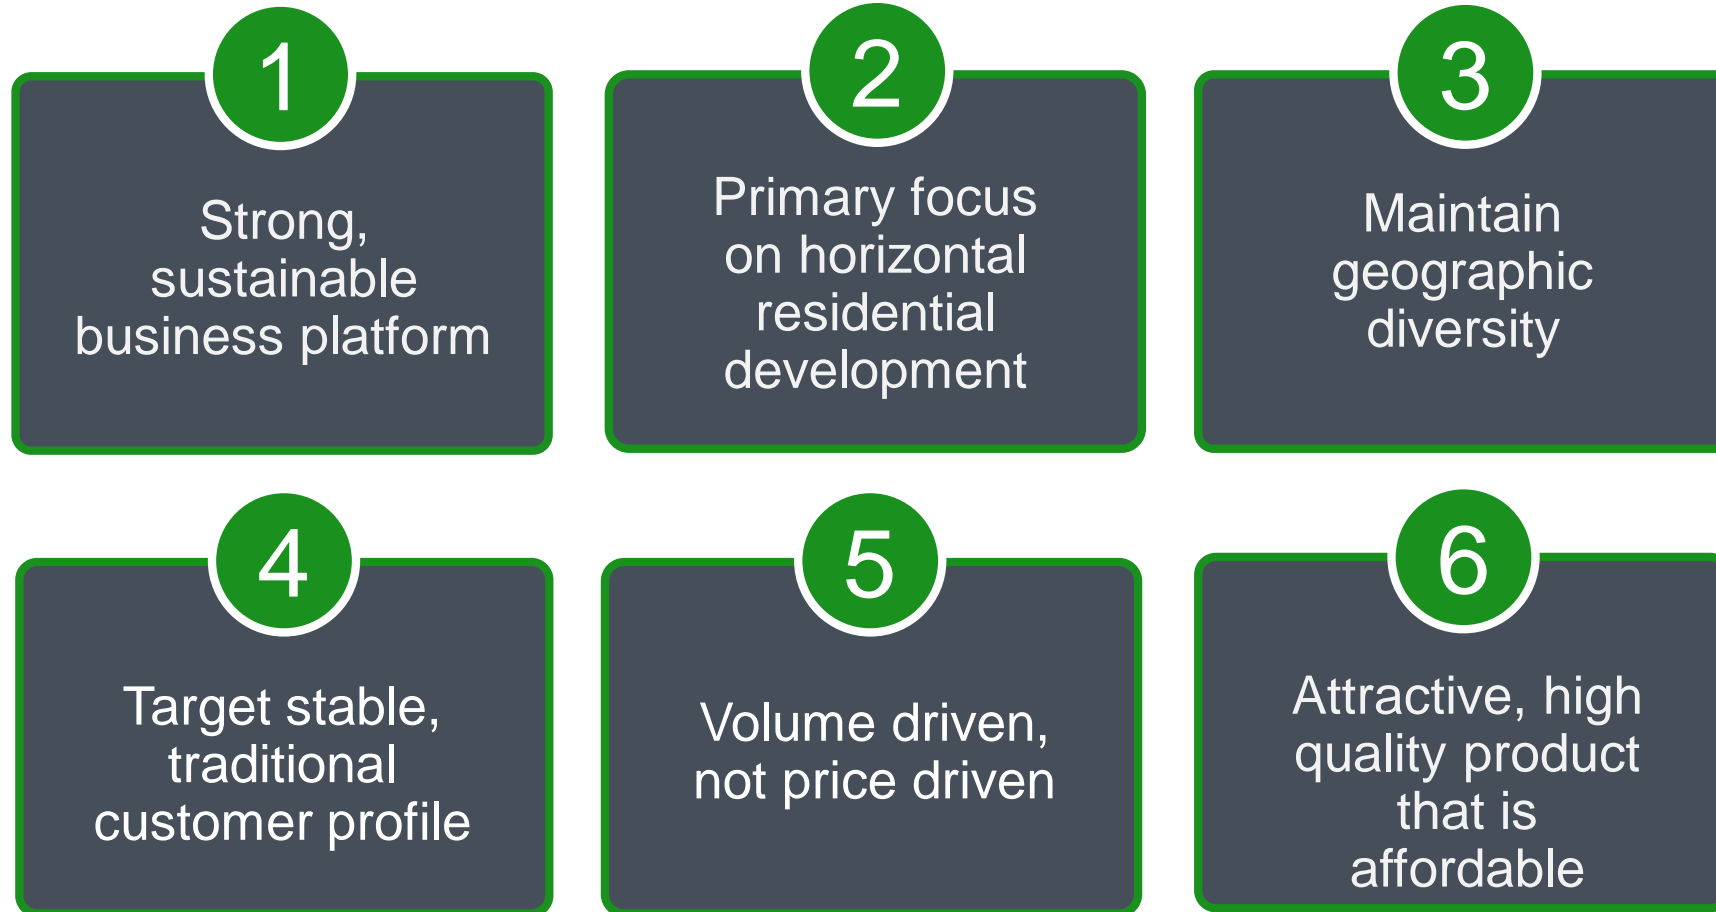 1
Strong,
sustainable
business platform
2
Primary focus
on horizontal
residential
development
3
Maintain
geographic
diversity
4
Target stable,
traditional
customer profile
5
Volume driven,
not price driven
6
Attractive, high
quality product
that is
affordable